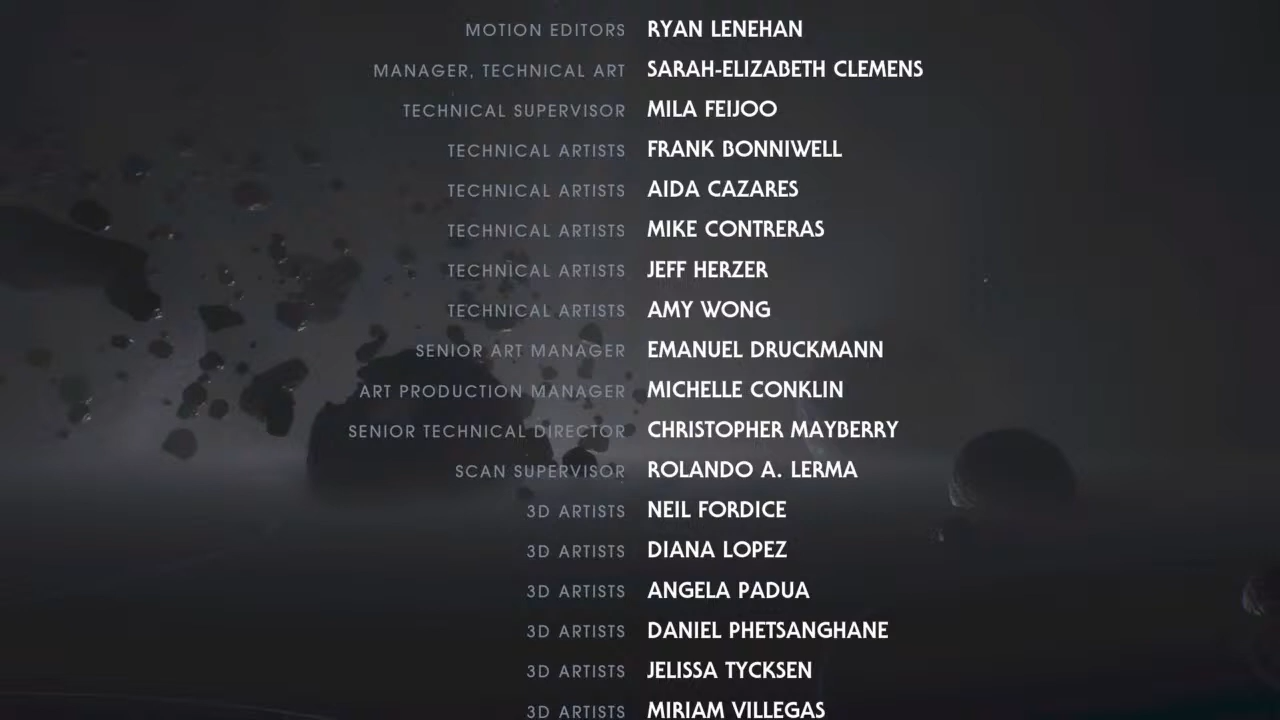 MOTION EDITORS RYAN LENEHAN
MANAGER, TECHNICAL ART SARAH-ELIZABETH CLEMENS
TECHNICAL SUPERVISOR MILA FEIJOO
TECHNICAL ARTISTS FRANK BONNIWELL
TECHNICAL ARTISTS AIDA CAZARES
TECHNICAL ARTISTS MIKE CONTRERAS
TECHNICAL ARTISTS JEFF HERZER
TECHNICAL ARTISTS AMY WONG
SENIOR ART MANAGER EMANUEL DRUCKMANN
ART PRODUCTION MANAGER MICHELLE CONKLIN
SENIOR TECHNICAL DIRECTOR CHRISTOPHER MAYBERRY
SCAN SUPERVISOR ROLANDO A. LERMA
3D ARTISTS NEIL FORDICE
3D ARTISTS DIANA LOPEZ
3D ARTISTS ANGELA PADUA
3D ARTISTS DANIEL PHETSANGHANE
3D ARTISTS JELISSA TYCKSEN
3D ARTISTS MIRIAM VILLEGAS